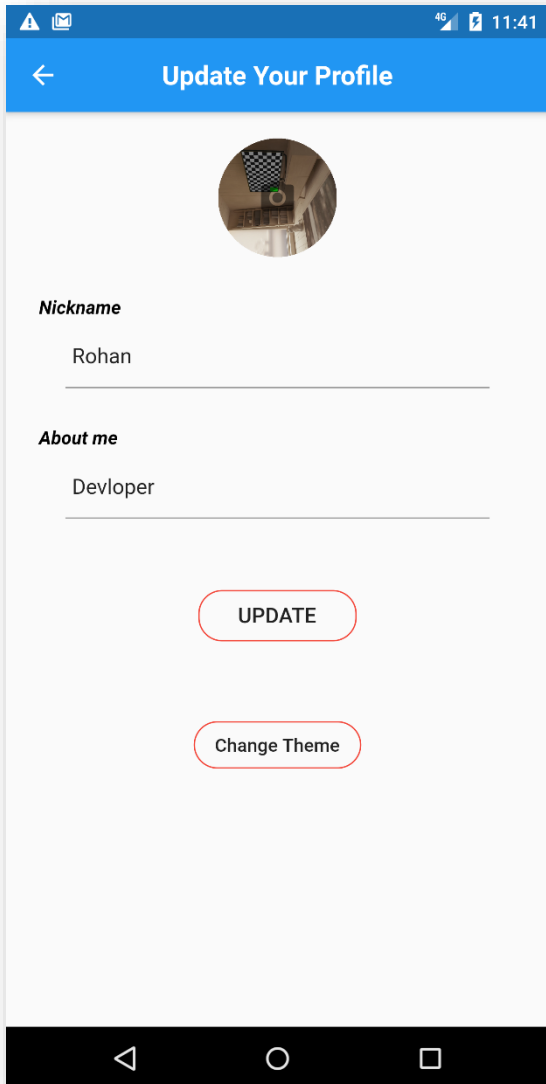 4G 11:41
Update Your Profile
Nickname
Rohan
About me
Devloper
UPDATE
Change Theme